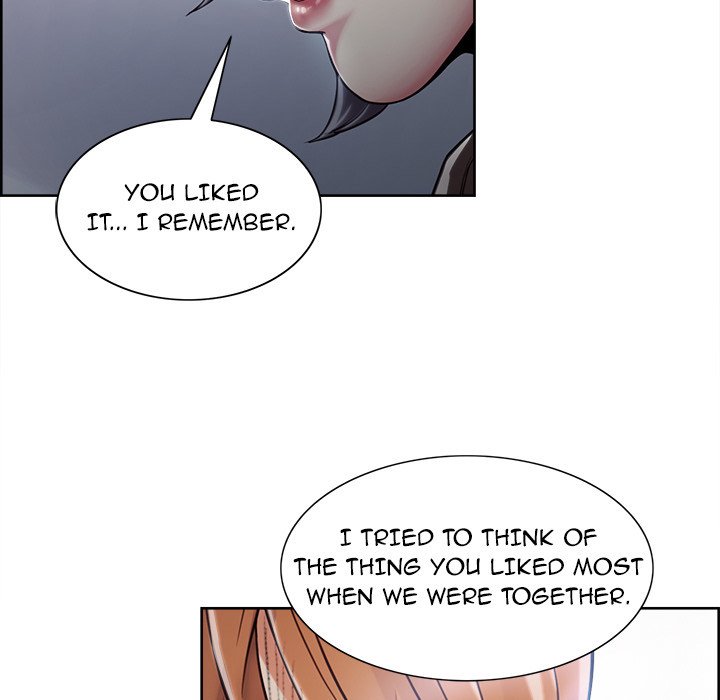 YOU LIKED
IT... I REMEMBER.
I TRIED TO THINK OF
THE THING YOU LIKED MOST
WHEN WE WERE TOGETHER.